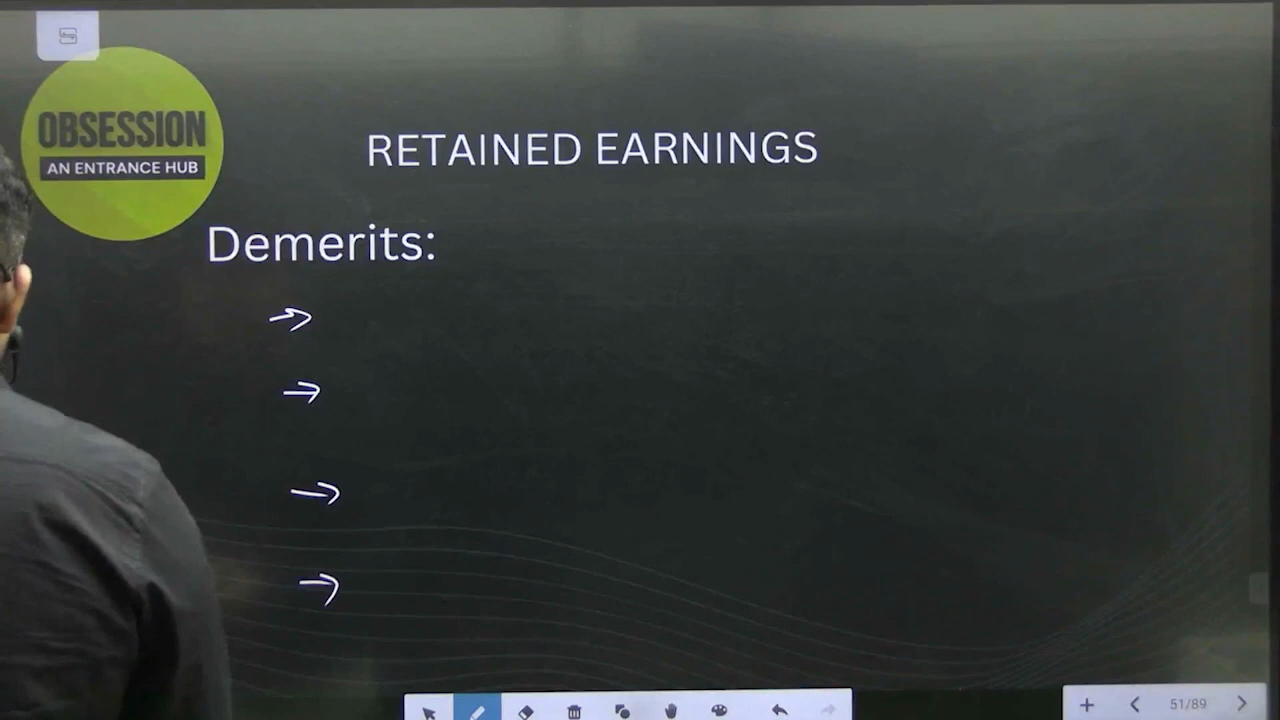 OBSESSION
AN ENTRANCE HUB
RETAINED EARNINGS
Demerits:
→
→
→
→
51/89